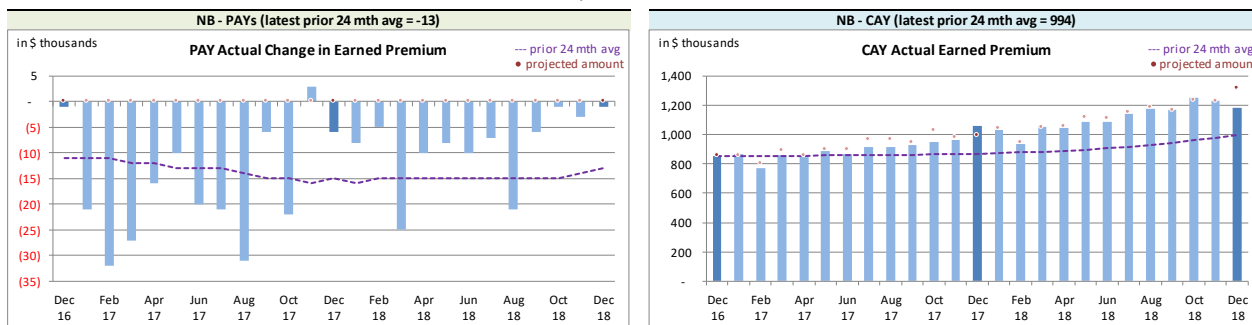 NB - PAYs (latest prior 24 mth avg = -13)
in $ thousands
PAY Actual Change in Earned Premium
--- prior 24 mth avg
• projected amount
5
-
(5)
(10)
(15)
(20)
(25)
(30)
(35)
Dec Feb Apr Jun Aug Oct Dec Feb Apr Jun Aug Oct Dec
16 17 17 17 17 17 17 18 18 18 18 18 18
NB - CAY (latest prior 24 mth avg = 994)
in $ thousands
CAY Actual Earned Premium
--- prior 24 mth avg
• projected amount
1,400
1,200
1,000
800
600
400
200
-
Dec Feb Apr Jun Aug Oct Dec Feb Apr Jun Aug Oct Dec
16 17 17 17 17 17 17 18 18 18 18 18 18